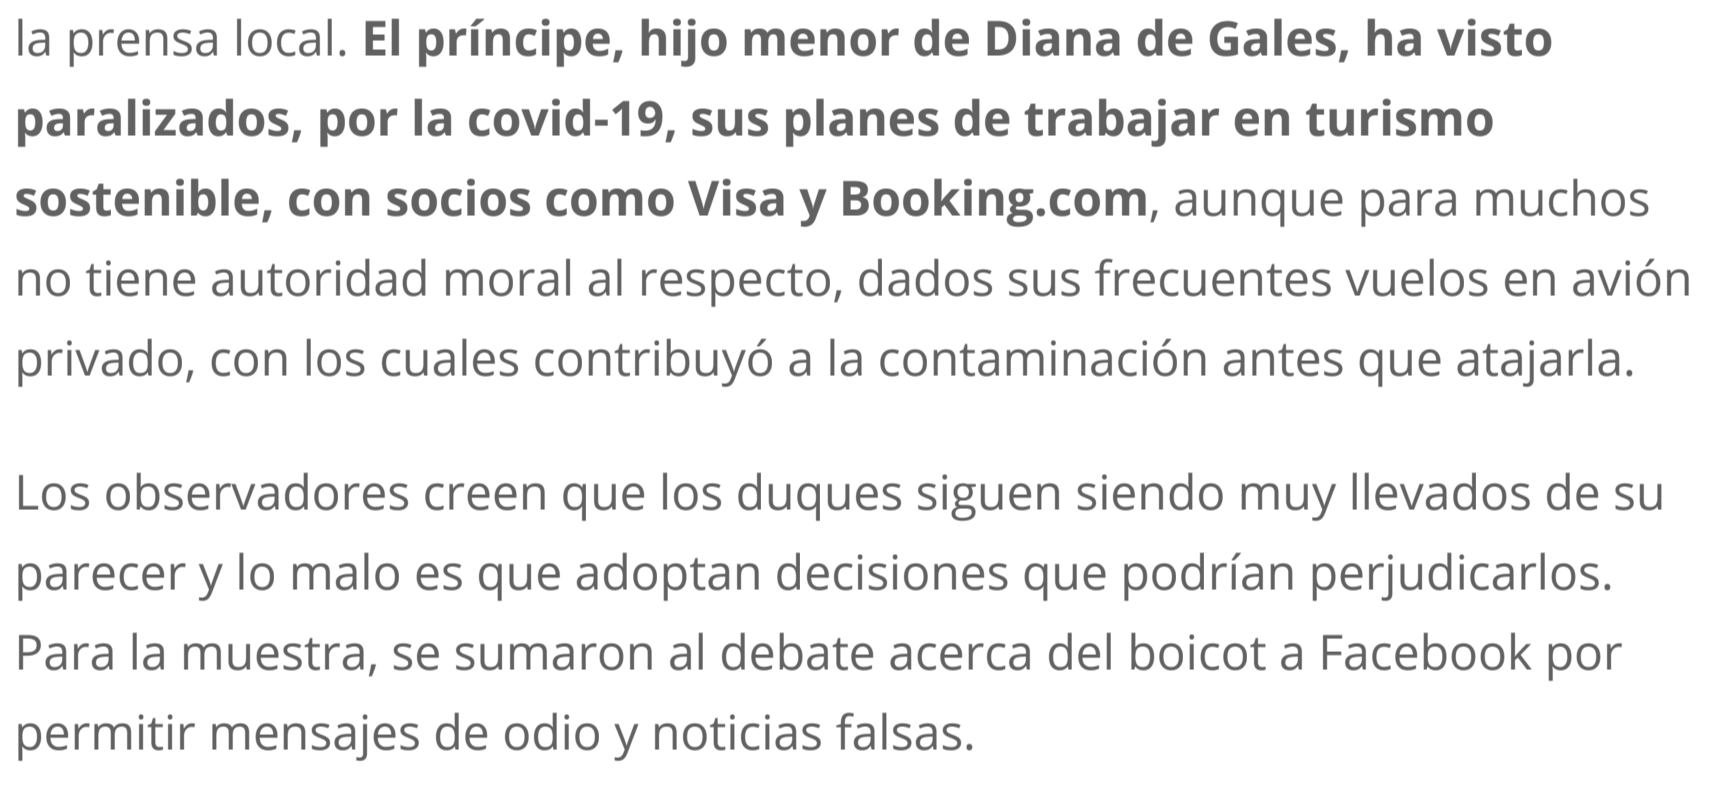 la prensa local. El príncipe, hijo menor de Diana de Gales, ha visto
paralizados, por la covid-19, sus planes de trabajar en turismo
sostenible, con socios como Visa y Booking.com, aunque para muchos
no tiene autoridad moral al respecto, dados sus frecuentes vuelos en avión
privado, con los cuales contribuyó a la contaminación antes que atajarla.
Los observadores creen que los duques siguen siendo muy llevados de su
parecer y lo malo es que adoptan decisiones que podrían perjudicarlos.
Para la muestra, se sumaron al debate acerca del boicot a Facebook por
permitir mensajes de odio y noticias falsas.